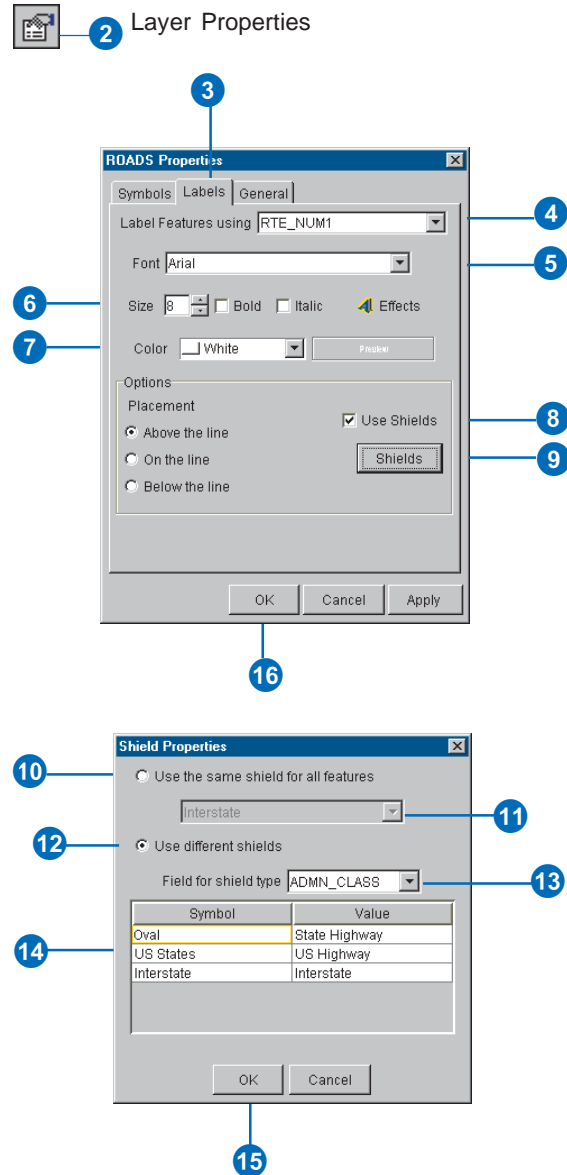 2 Layer Properties
3
ROADS Properties
Symbols Labels General
Label Features using RTE_NUM1 4
Font Arial 5
6 Size 8 Bold Italic A Effects
7 Color White Preview
Options
Placement
Use Shields 8
Above the line
On the line Shields 9
Below the line
OK Cancel Apply
16
Shield Properties
10 Use the same shield for all features
Interstate 11
12 Use different shields
Field for shield type ADMN_CLASS 13
Symbol Value
14 Oval State Highway
US States US Highway
Interstate Interstate
OK Cancel
15